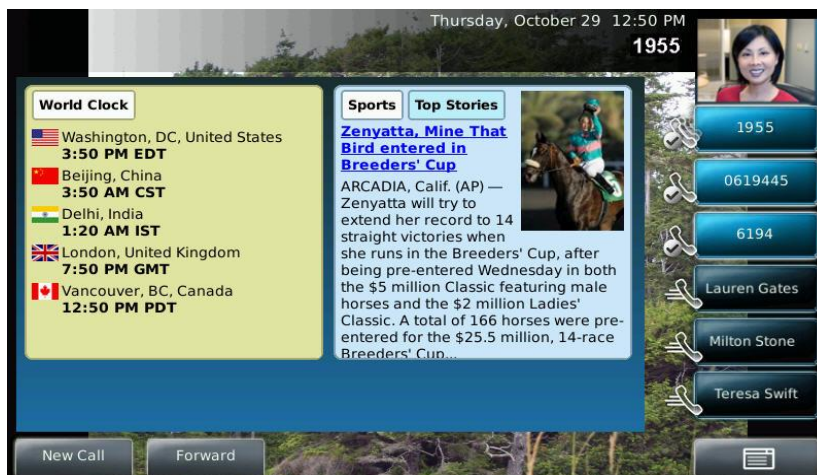 Thursday, October 29 12:50 PM
1955
World Clock
Washington, DC, United States
3:50 PM EDT
Beijing, China
3:50 AM CST
Delhi, India
1:20 AM IST
London, United Kingdom
7:50 PM GMT
Vancouver, BC, Canada
12:50 PM PDT
Sports
Top Stories
Zenyatta, Mine That
Bird entered in
Breeders' Cup
ARCADIA, Calif. (AP) —
Zenyatta will try to
extend her record to 14
straight victories when
she runs in the Breeders' Cup, after
being pre-entered Wednesday in both
the $5 million Classic featuring male
horses and the $2 million Ladies'
Classic. A total of 166 horses were pre-
entered for the $25.5 million, 14-race
Breeders' Cup...
1955
0619445
6194
Lauren Gates
Milton Stone
Teresa Swift
New Call
Forward